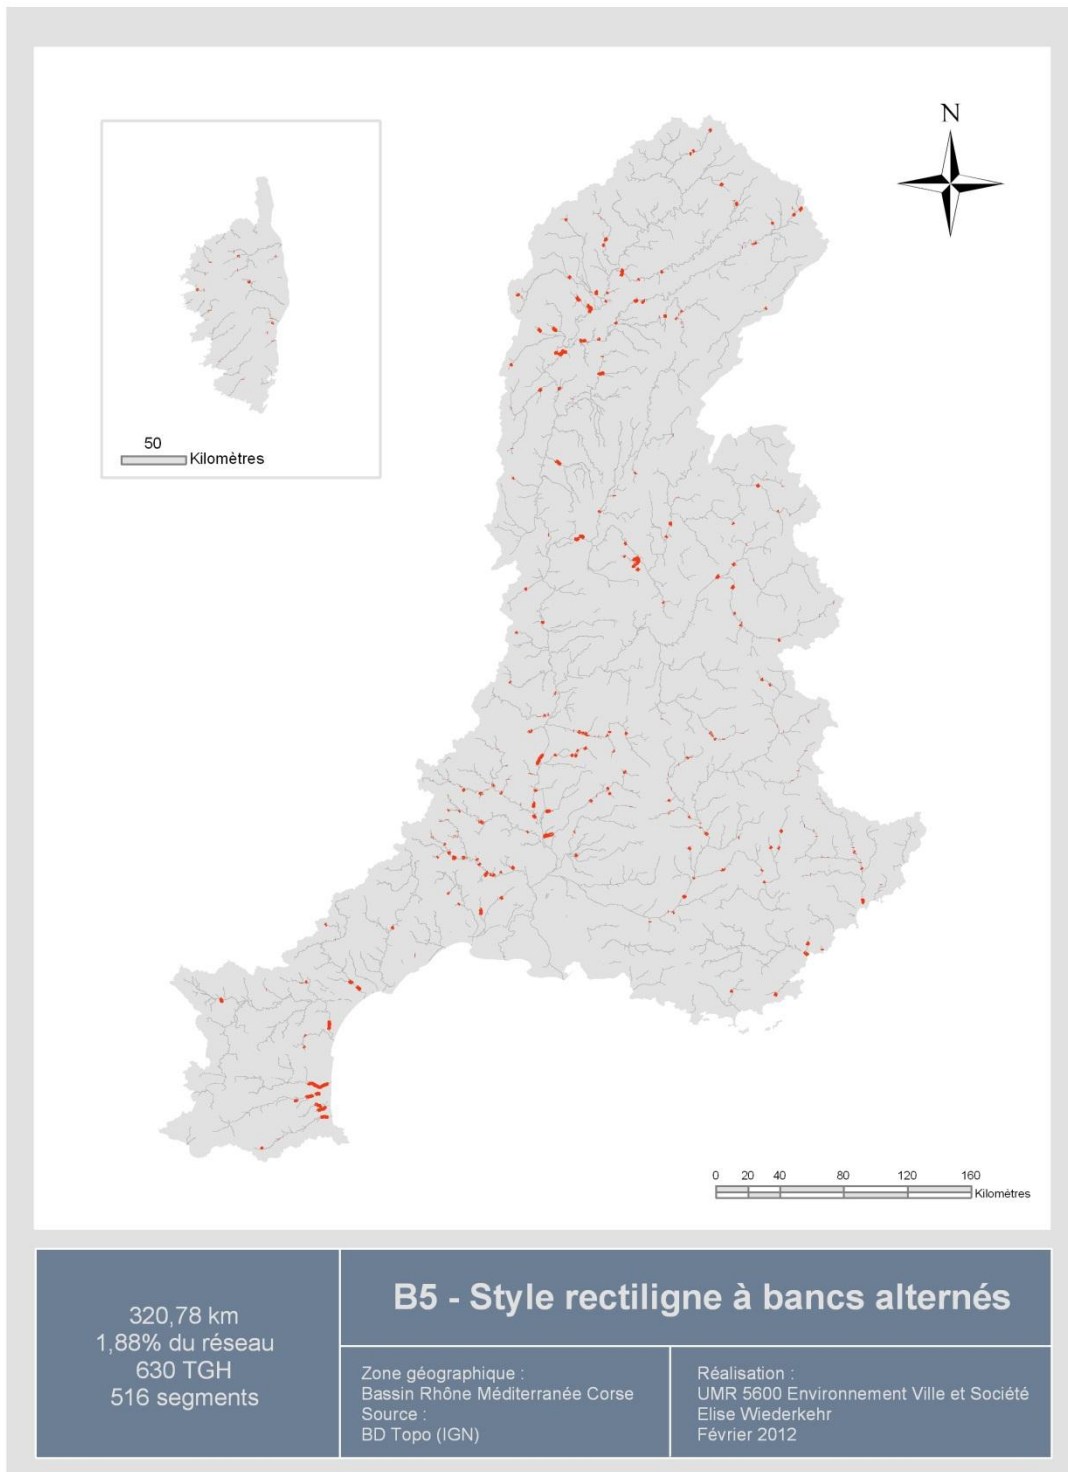 N
50
Kilomètres
0 20 40 80 120 160
Kilomètres
320,78 km
1,88% du réseau
630 TGH
516 segments
B5 - Style rectiligne à bancs alternés
Zone géographique :
Bassin Rhône Méditerranée Corse
Source :
BD Topo (IGN)
Réalisation :
UMR 5600 Environnement Ville et Société
Elise Wiederkehr
Février 2012